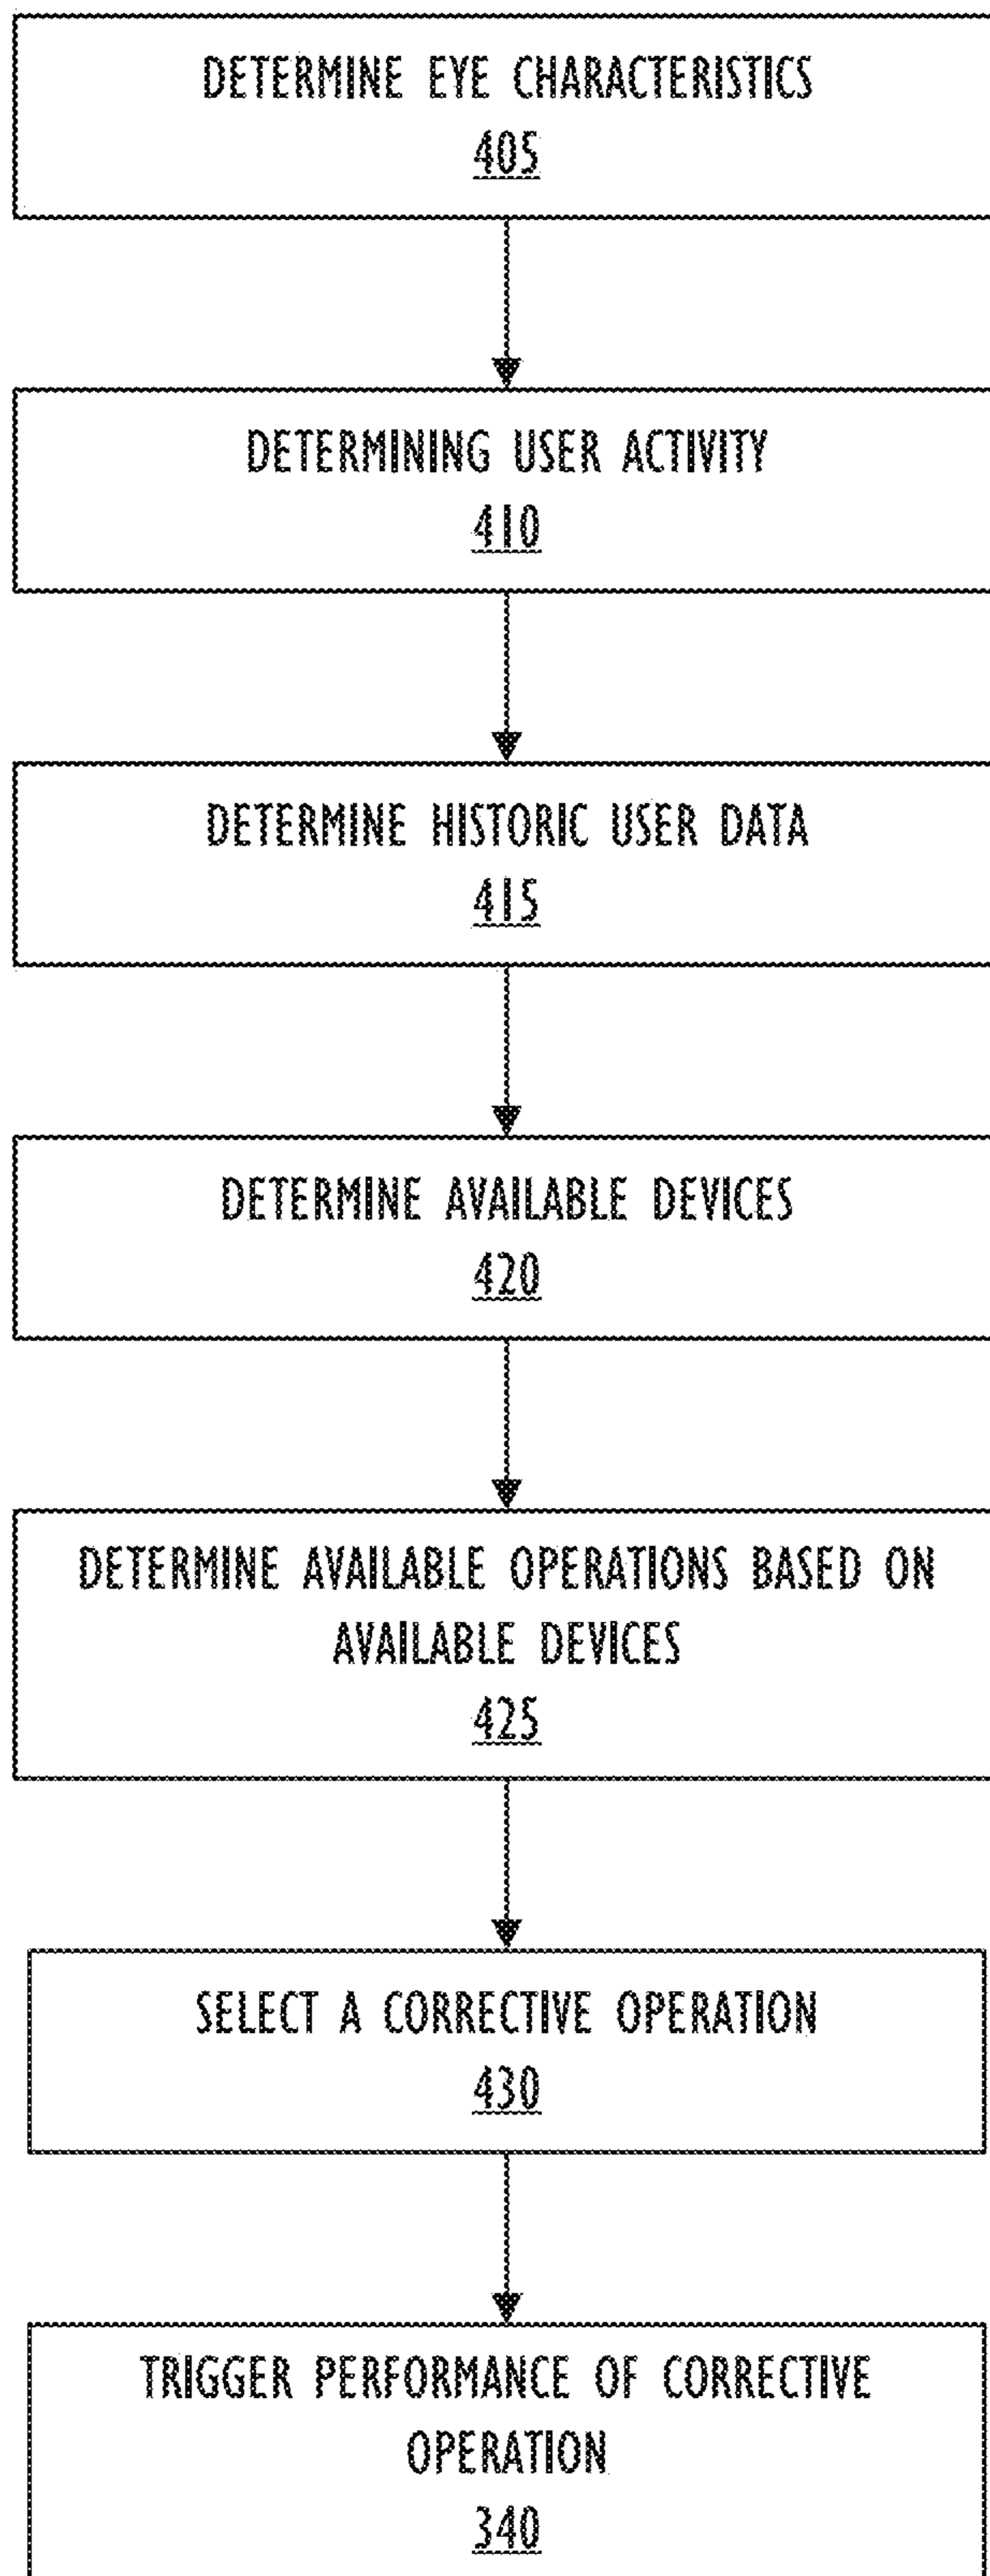 DETERMINE EYE CHARACTERISTICS
405
DETERMINING USER ACTIVITY
410
DETERMINE HISTORIC USER DATA
415
DETERMINE AVAILABLE DEVICES
420
DETERMINE AVAILABLE OPERATIONS BASED ON
AVAILABLE DEVICES
425
SELECT A CORRECTIVE OPERATION
430
TRIGGER PERFORMANCE OF CORRECTIVE
OPERATION
340